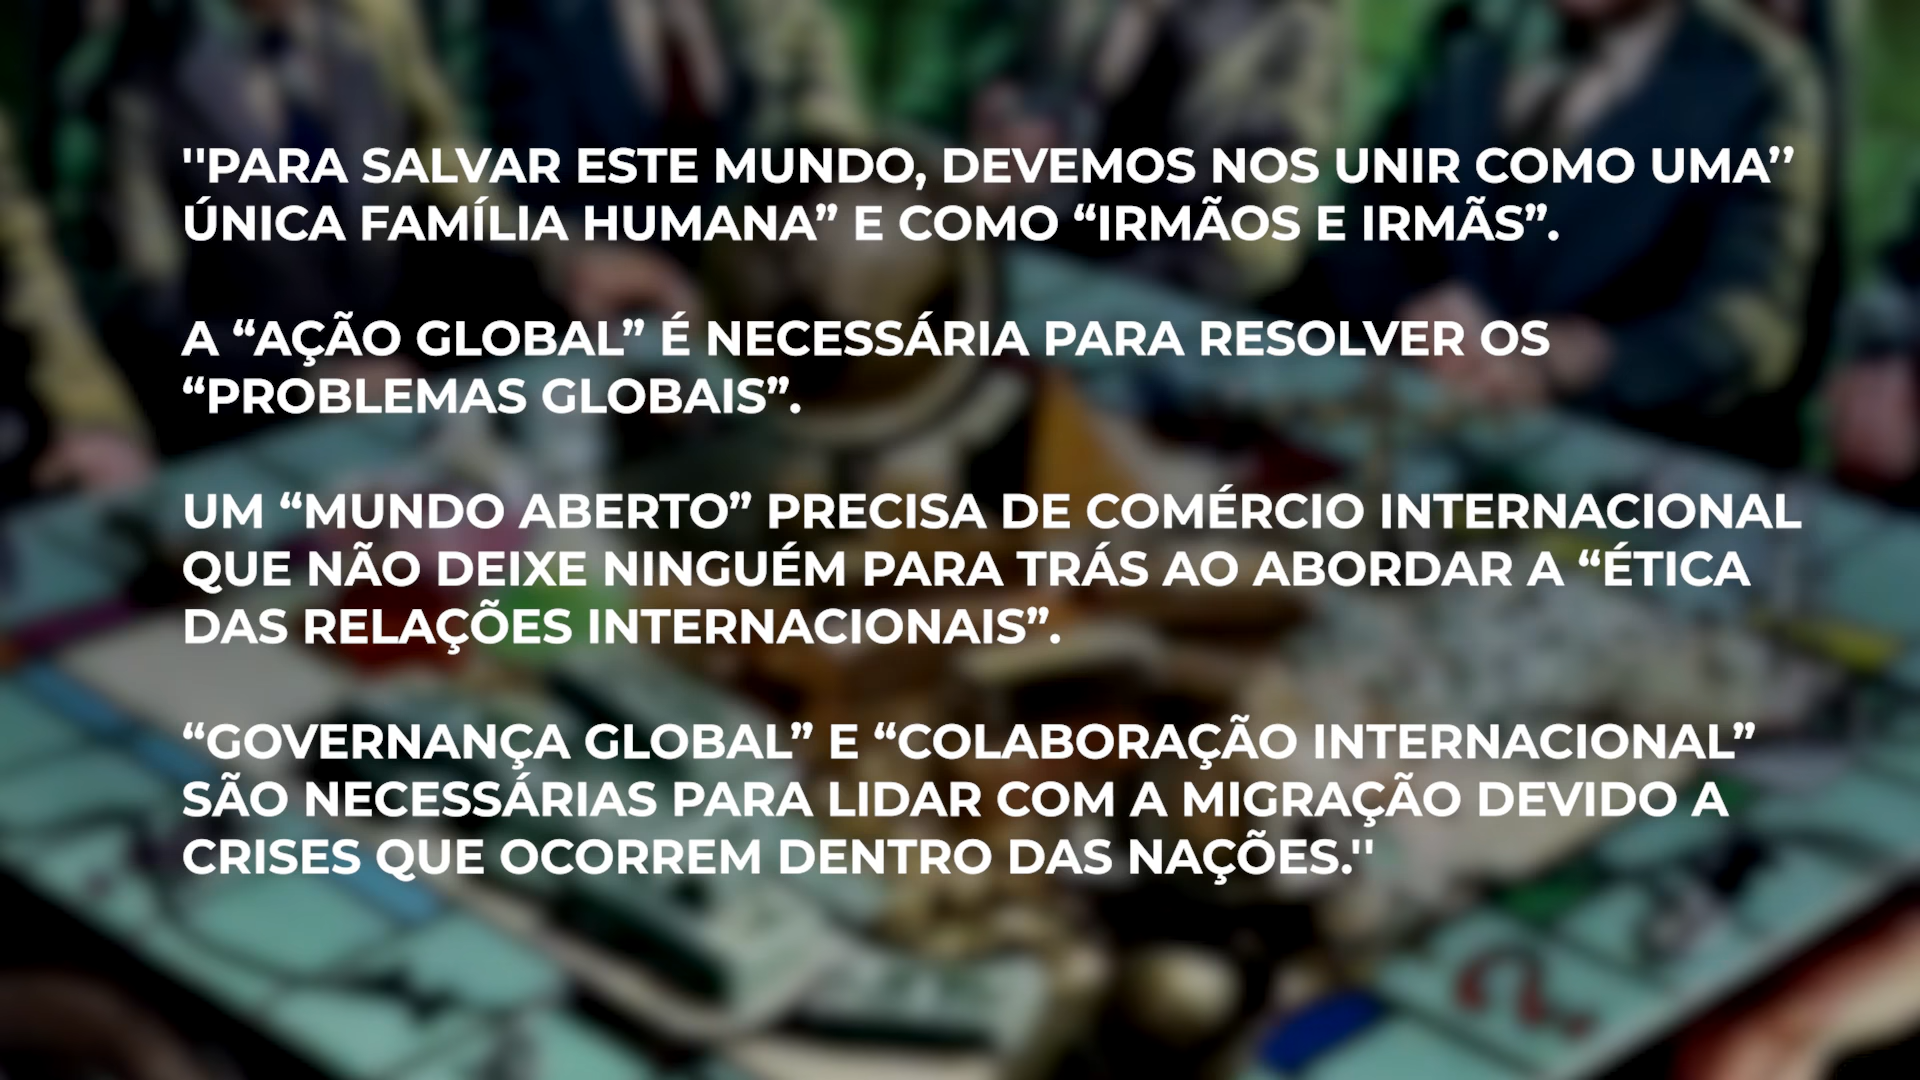 ''PARA SALVAR ESTE MUNDO, DEVEMOS NOS UNIR COMO UMA’’
ÚNICA FAMÍLIA HUMANA” E COMO “IRMÃOS E IRMÃS”.
A “AÇÃO GLOBAL” É NECESSÁRIA PARA RESOLVER OS
“PROBLEMAS GLOBAIS”.
UM “MUNDO ABERTO” PRECISA DE COMÉRCIO INTERNACIONAL
QUE NÃO DEIXE NINGUÉM PARA TRÁS AO ABORDAR A “ÉTICA
DAS RELAÇÕES INTERNACIONAIS”.
“GOVERNANÇA GLOBAL” E “COLABORAÇÃO INTERNACIONAL”
SÃO NECESSÁRIAS PARA LIDAR COM A MIGRAÇÃO DEVIDO A
CRISES QUE OCORREM DENTRO DAS NAÇÕES.''